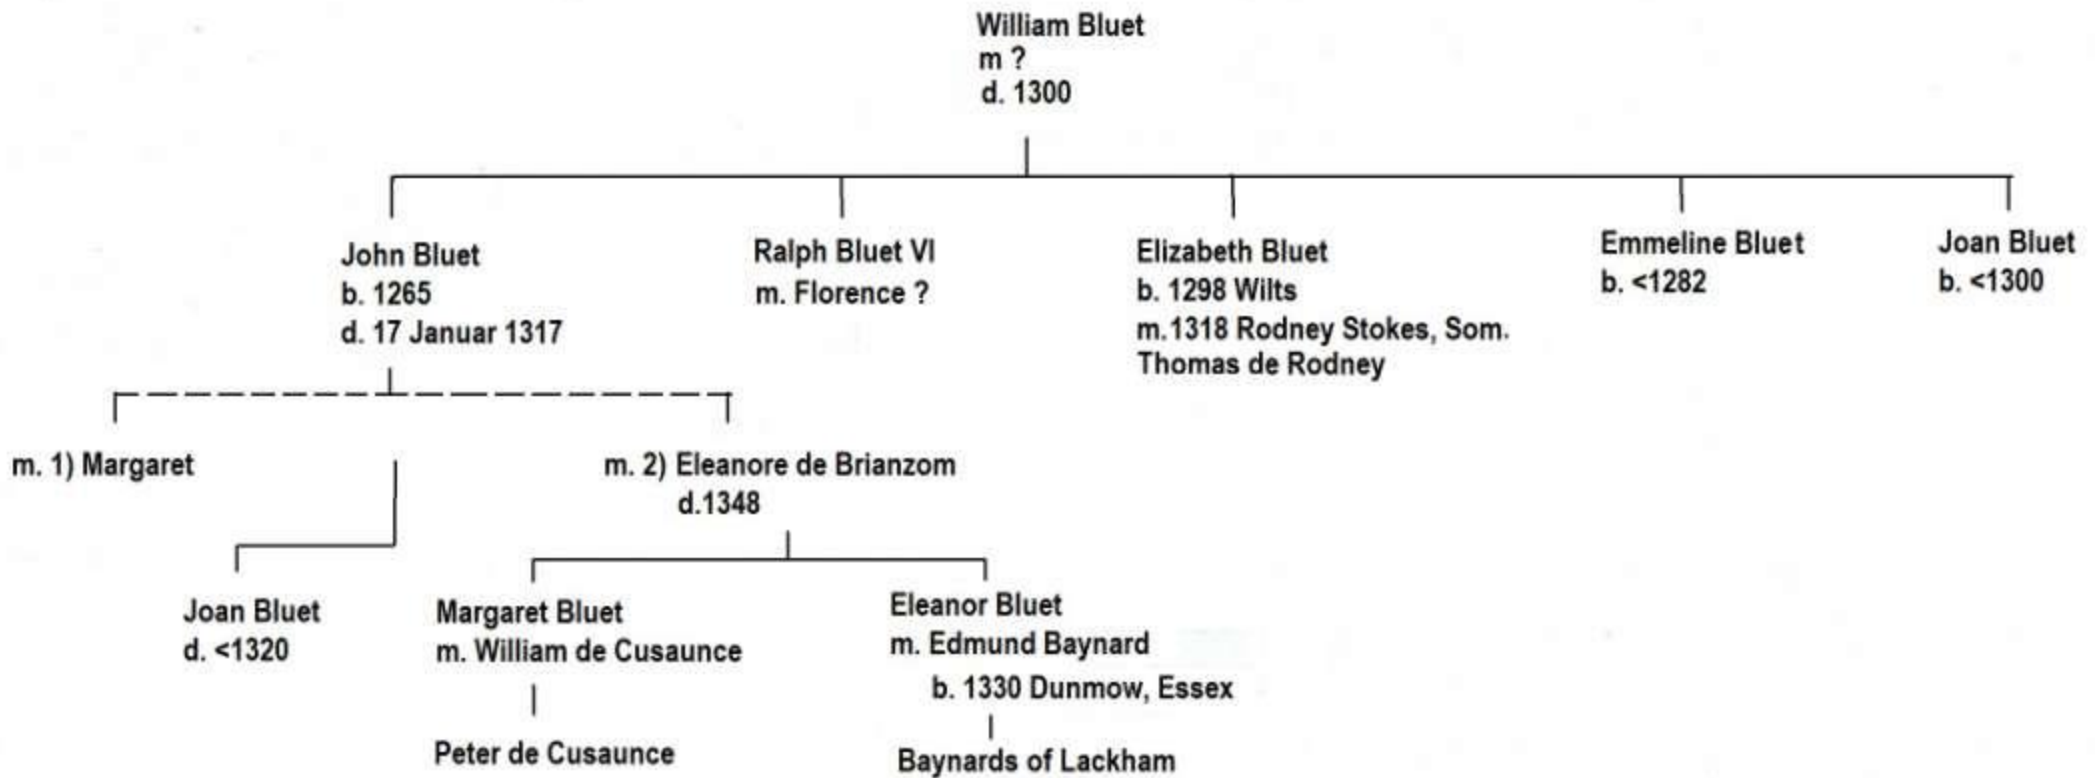 William Bluet
m ?
d. 1300
John Bluet
b. 1265
d. 17 Januar 1317
Ralph Bluet VI
m. Florence ?
Elizabeth Bluet
b. 1298 Wilts
m.1318 Rodney Stokes, Som.
Thomas de Rodney
Emmeline Bluet
b. <1282
Joan Bluet
b. <1300
m. 1) Margaret
m. 2) Eleanore de Brianzom
d.1348
Joan Bluet
d. <1320
Margaret Bluet
m. William de Cusaunce
Peter de Cusaunce
Eleanor Bluet
m. Edmund Baynard
b. 1330 Dunmow, Essex
Baynards of Lackham